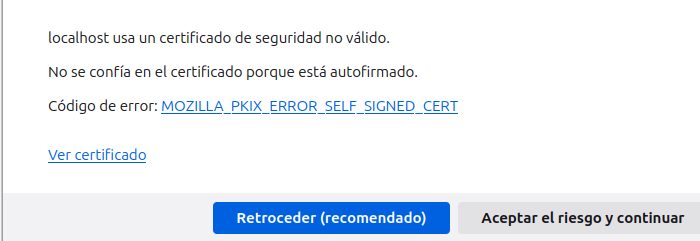 localhost usa un certificado de seguridad no válido.
No se confía en el certificado porque está autofirmado.
Código de error: MOZILLA_PKIX_ERROR_SELF_SIGNED_CERT
Ver certificado
Retroceder (recomendado)
Aceptar el riesgo y continuar